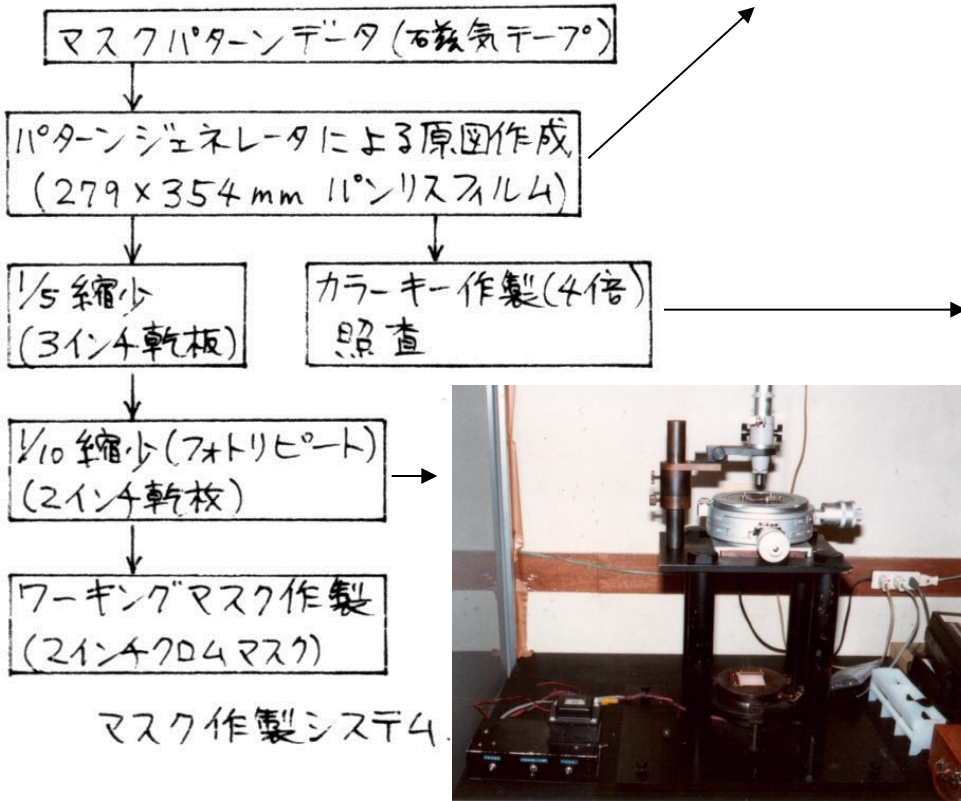 マスクパターンデータ(磁気テープ)
パターンジェネレータによる原図作成
(279×354mm パンリスフィルム)
1/5 縮少
(3インチ乾板)
カラーキー作製(4倍)
照査
1/10 縮少(フォトリピート)
(2インチ乾板)
ワーキングマスク作製
(2インチクロムマスク)
マスク作製システム.